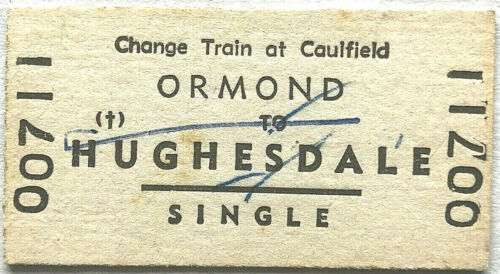 Change Train at Caulfield
ORMOND
(†) TO
HUGHESDALE
SINGLE
00711
00711